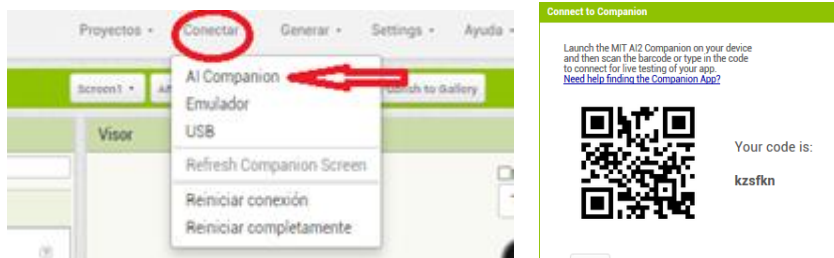 Proyectos Conectar Generar Settings Ayuda
Screen1 to Gallery
AI Companion
Emulador
USB
Visor
Refresh Companion Screen
Reiniciar conexión
Reiniciar completamente
Connect to Companion
Launch the MIT AI2 Companion on your device
and then scan the barcode or type in the code
to connect for live testing of your app.
Need help finding the Companion App?
Your code is:
kzsfkn